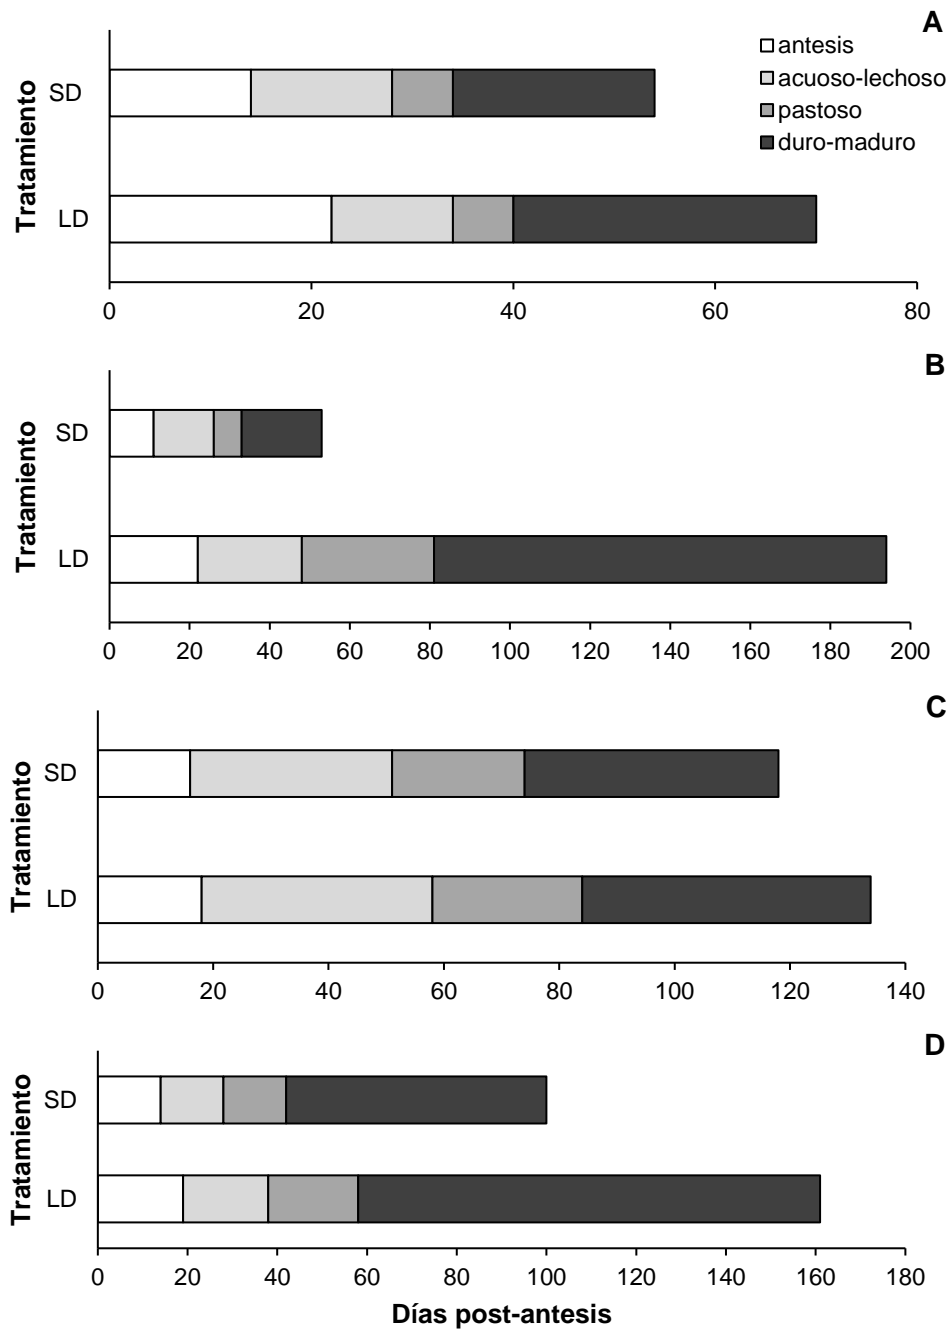 A
antesis
acuoso-lechoso
pastoso
duro-maduro
Tratamiento
SD
LD
0 20 40 60 80
B
Tratamiento
SD
LD
0 20 40 60 80 100 120 140 160 180 200
C
Tratamiento
SD
LD
0 20 40 60 80 100 120 140
D
Tratamiento
SD
LD
0 20 40 60 80 100 120 140 160 180
Días post-antesis